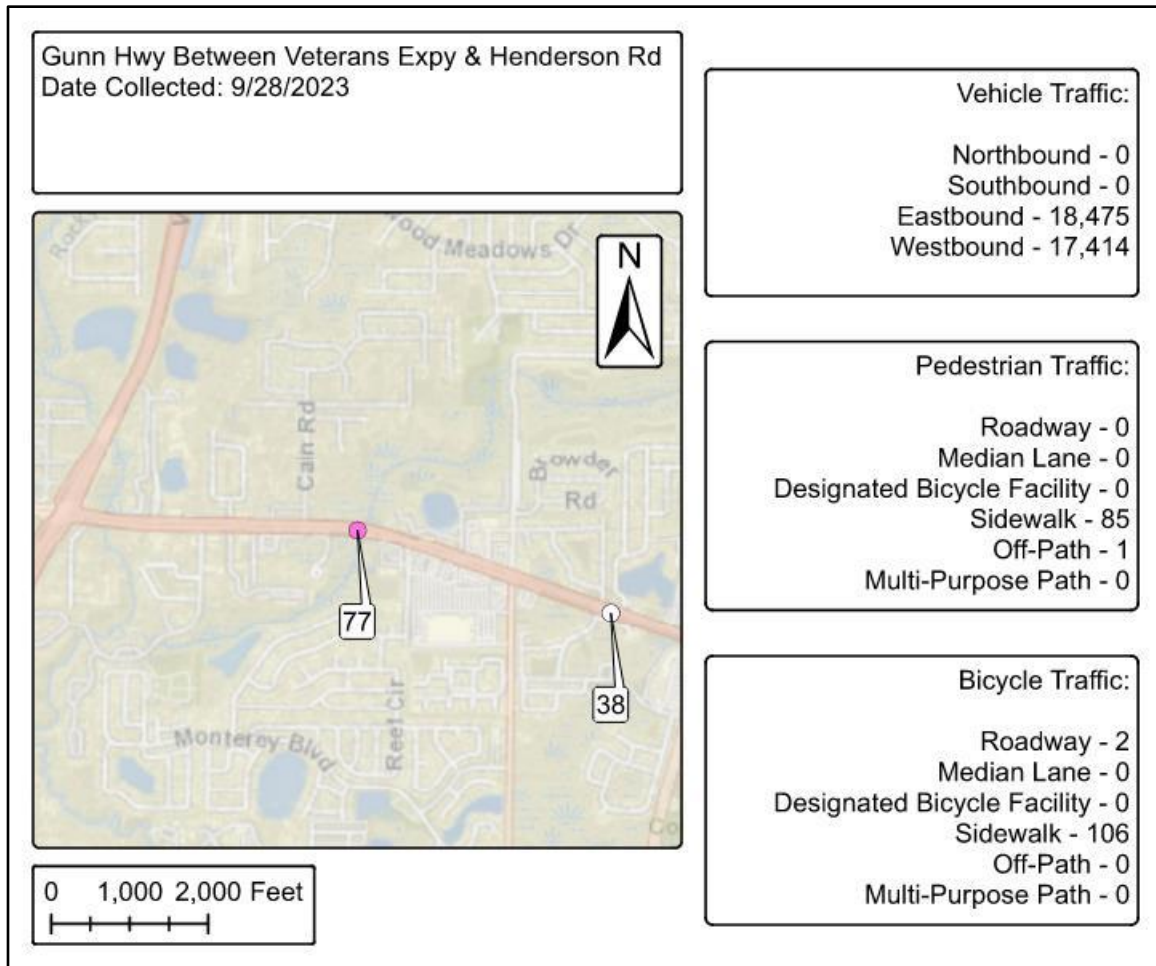 Gunn Hwy Between Veterans Expy & Henderson Rd
Date Collected: 9/28/2023
Wood Meadows Dr
N
Cain Rd
Browder
Rd
77
38
Reet Cir
Monterey Blvd
0 1,000 2,000 Feet
Vehicle Traffic:
Northbound - 0
Southbound - 0
Eastbound - 18,475
Westbound - 17,414
Pedestrian Traffic:
Roadway - 0
Median Lane - 0
Designated Bicycle Facility - 0
Sidewalk - 85
Off-Path - 1
Multi-Purpose Path - 0
Bicycle Traffic:
Roadway - 2
Median Lane - 0
Designated Bicycle Facility - 0
Sidewalk - 106
Off-Path - 0
Multi-Purpose Path - 0